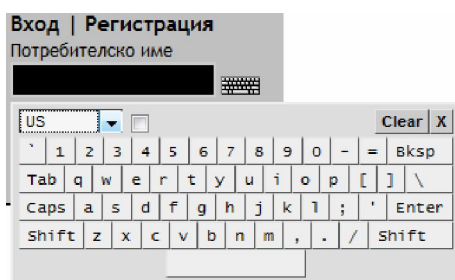 Вход | Регистрация
Потребителско име
US Clear X
` 1 2 3 4 5 6 7 8 9 0 - = Bksp
Tab q w e r t y u i o p [ ] \
Caps a s d f g h j k l ; ' Enter
Shift z x c v b n m , . / Shift